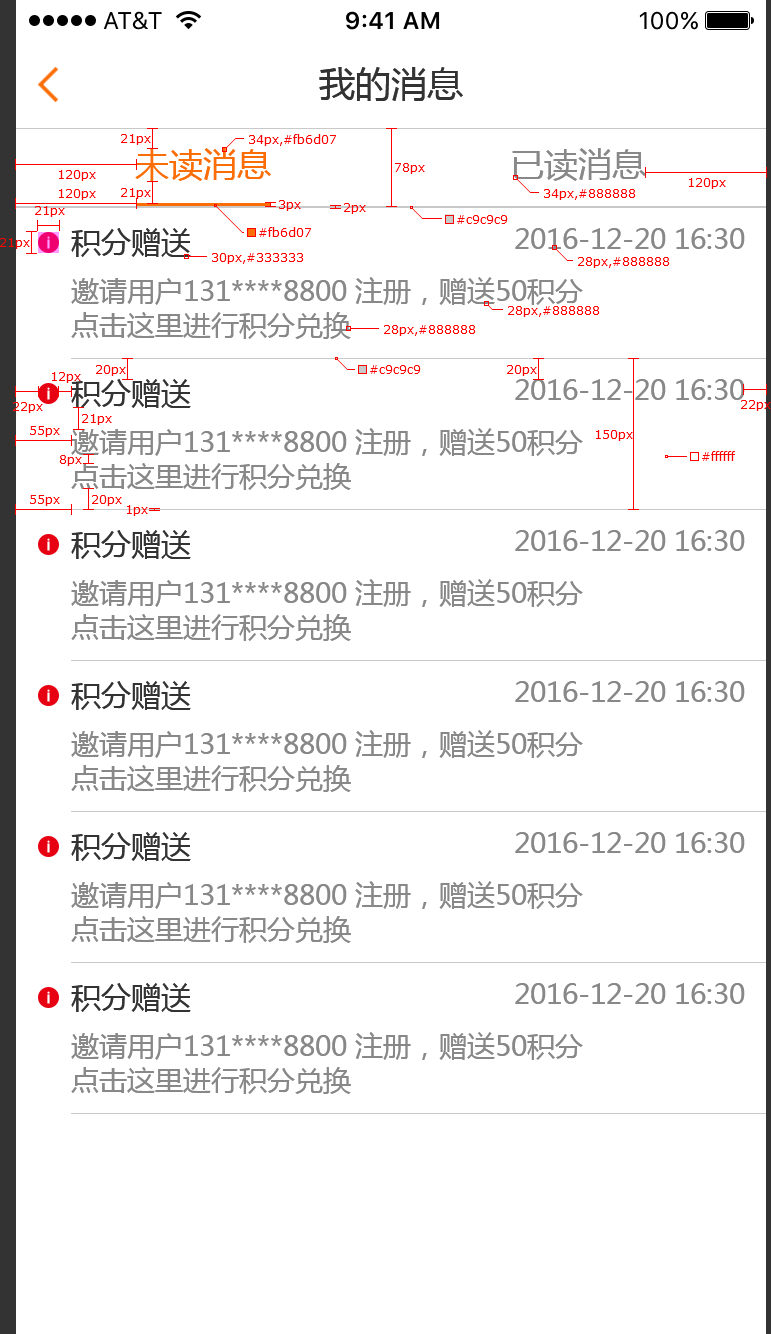 AT&T 9:41 AM 100%
我的消息
21px 34px,#fb6d07
未读消息 78px 已读消息
120px 120px
120px 21px 34px,#888888
3px 2px
21px #c9c9c9
#fb6d07
21px i 积分赠送 2016-12-20 16:30
30px,#333333 28px,#888888
邀请用户131****8800 注册，赠送50积分
28px,#888888
点击这里进行积分兑换 28px,#888888
20px #c9c9c9 20px
12px
i 积分赠送 2016-12-20 16:30
22px 22px
21px
55px 150px
邀请用户131****8800 注册，赠送50积分
8px #ffffff
点击这里进行积分兑换
55px 20px
1px
i 积分赠送 2016-12-20 16:30
邀请用户131****8800 注册，赠送50积分
点击这里进行积分兑换
i 积分赠送 2016-12-20 16:30
邀请用户131****8800 注册，赠送50积分
点击这里进行积分兑换
i 积分赠送 2016-12-20 16:30
邀请用户131****8800 注册，赠送50积分
点击这里进行积分兑换
i 积分赠送 2016-12-20 16:30
邀请用户131****8800 注册，赠送50积分
点击这里进行积分兑换